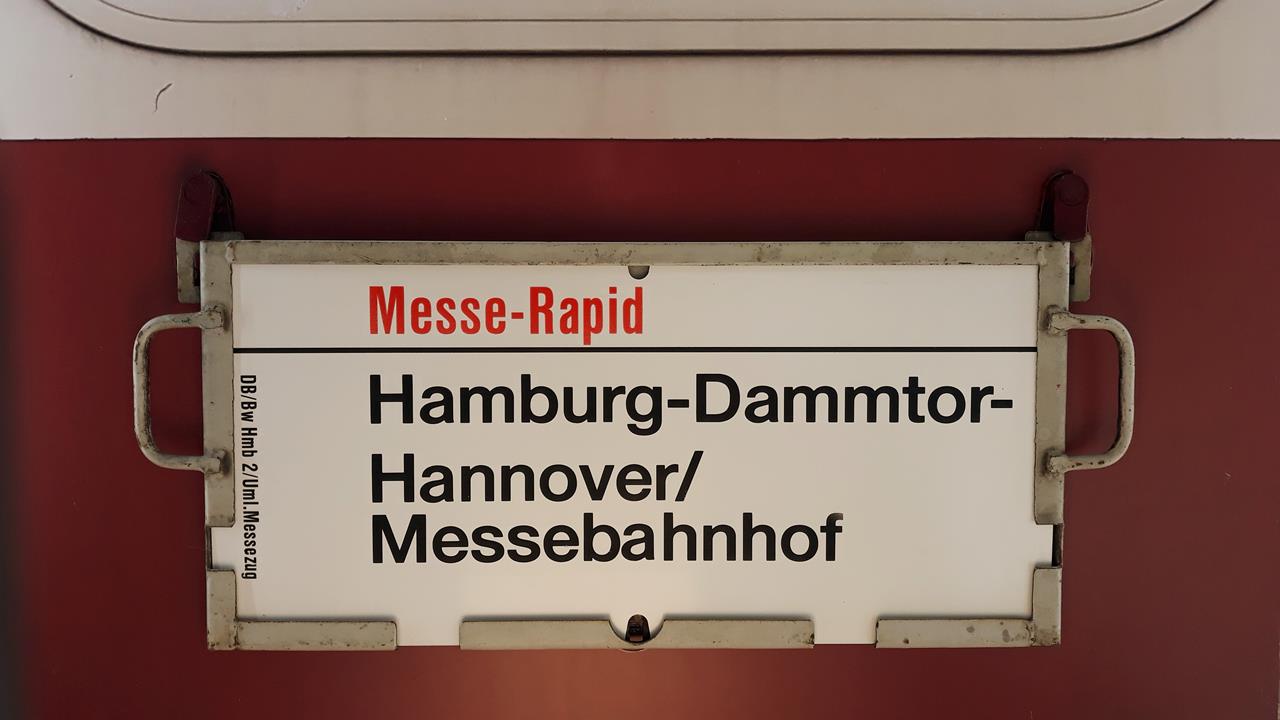 Messe-Rapid
Hamburg-Dammtor-
Hannover/
Messebahnhof
DB/Bw Hmb 2/Uml.Messezug